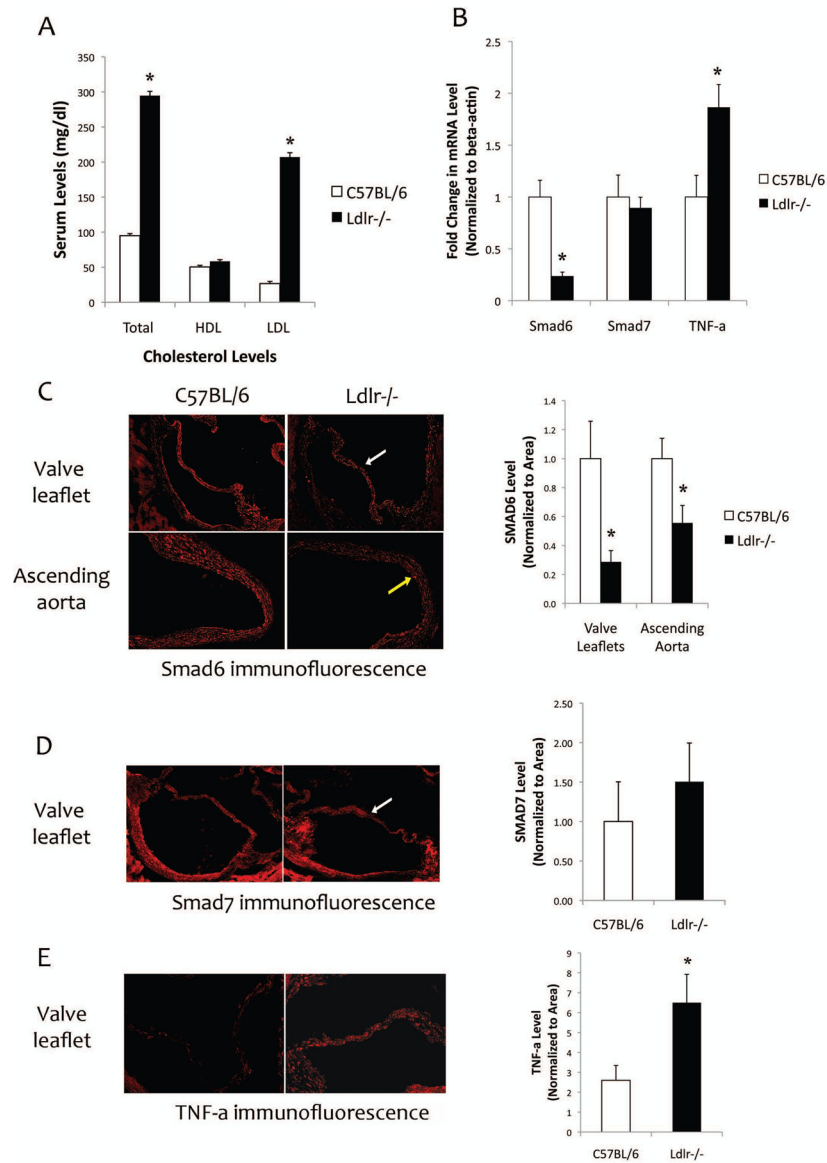 A
Serum Levels (mg/dl)
350
300
250
200
150
100
50
0
*
*
Total HDL LDL
Cholesterol Levels
C57BL/6
Ldlr-/-
B
Fold Change in mRNA Level
(Normalized to beta-actin)
2.5
2
1.5
1
0.5
0
*
*
Smad6 Smad7 TNF-a
C57BL/6
Ldlr-/-
C
C57BL/6 Ldlr-/-
Valve
leaflet
Ascending
aorta
Smad6 immunofluorescence
SMAD6 Level
(Normalized to Area)
1.4
1.2
1.0
0.8
0.6
0.4
0.2
0.0
*
*
Valve
Leaflets
Ascending
Aorta
C57BL/6
Ldlr-/-
D
Valve
leaflet
Smad7 immunofluorescence
SMAD7 Level
(Normalized to Area)
2.50
2.00
1.50
1.00
0.50
0.00
C57BL/6 Ldlr-/-
E
Valve
leaflet
TNF-a immunofluorescence
TNF-a Level
(Normalized to Area)
9
8
7
6
5
4
3
2
1
0
*
C57BL/6 Ldlr-/-